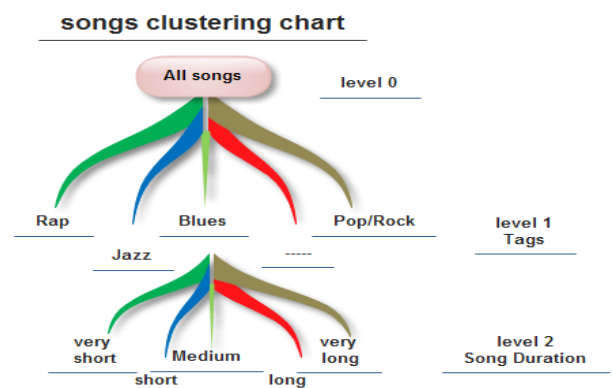 songs clustering chart
All songs
level 0
Rap
Blues
Pop/Rock
level 1
Tags
Jazz
-----
very
short
Medium
very
long
level 2
Song Duration
short
long